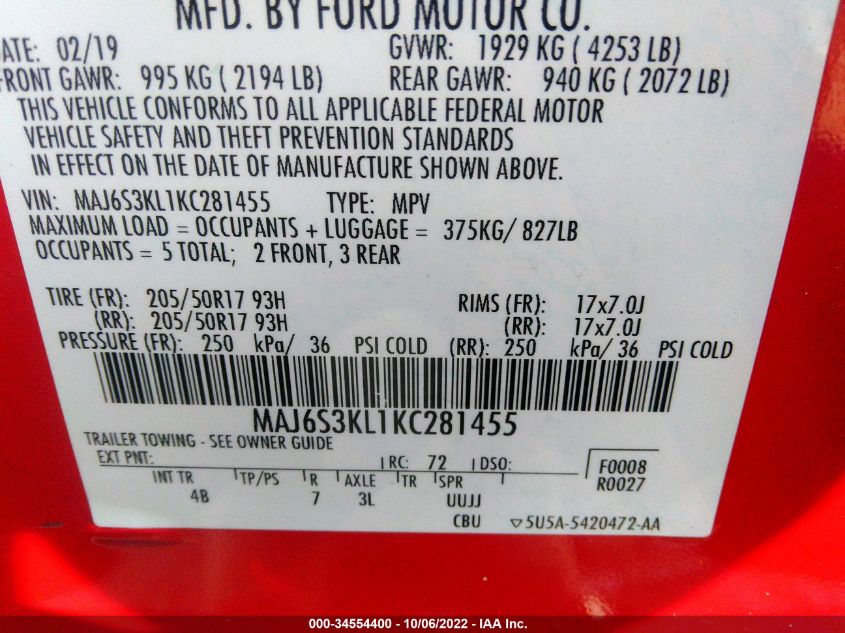 MFD. BY FORD MOTOR CO.
DATE: 02/19 GVWR: 1929 KG ( 4253 LB)
FRONT GAWR: 995 KG ( 2194 LB) REAR GAWR: 940 KG ( 2072 LB)
THIS VEHICLE CONFORMS TO ALL APPLICABLE FEDERAL MOTOR
VEHICLE SAFETY AND THEFT PREVENTION STANDARDS
IN EFFECT ON THE DATE OF MANUFACTURE SHOWN ABOVE.
VIN: MAJ6S3KL1KC281455 TYPE: MPV
MAXIMUM LOAD = OCCUPANTS + LUGGAGE = 375KG/ 827LB
OCCUPANTS = 5 TOTAL; 2 FRONT, 3 REAR
TIRE (FR): 205/50R17 93H RIMS (FR): 17x7.0J
(RR): 205/50R17 93H (RR): 17x7.0J
PRESSURE (FR): 250 kPa/ 36 PSI COLD (RR): 250 kPa/ 36 PSI COLD
MAJ6S3KL1KC281455
TRAILER TOWING - SEE OWNER GUIDE
EXT PNT: RC: 72 DSO: F0008
R0027
INT TR TP/PS R AXLE TR SPR
4B 7 3L UUJJ
CBU ▽5U5A-5420472-AA
000-34554400 - 10/06/2022 - IAA Inc.